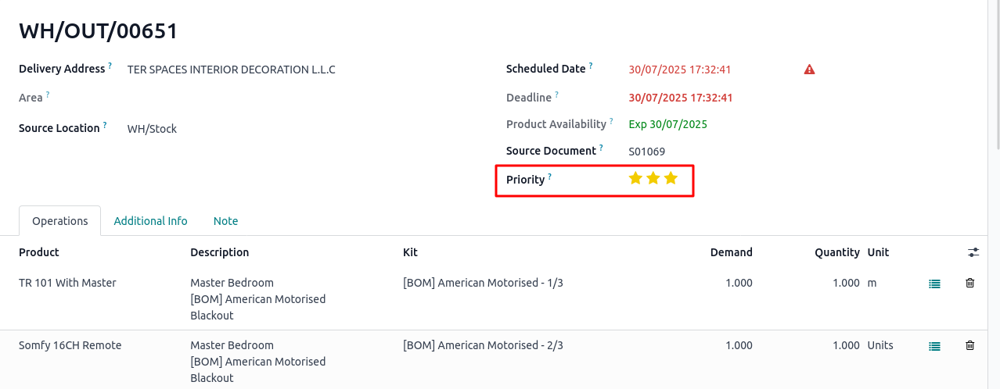 WH/OUT/00651
Delivery Address ? TER SPACES INTERIOR DECORATION L.L.C
Area ?
Source Location ? WH/Stock
Scheduled Date ? 30/07/2025 17:32:41
Deadline ? 30/07/2025 17:32:41
Product Availability ? Exp 30/07/2025
Source Document ? S01069
Priority ?
Operations Additional Info Note
Product Description Kit Demand Quantity Unit
TR 101 With Master Master Bedroom [BOM] American Motorised - 1/3 1.000 1.000 m
[BOM] American Motorised
Blackout
Somfy 16CH Remote Master Bedroom [BOM] American Motorised - 2/3 1.000 1.000 Units
[BOM] American Motorised
Blackout